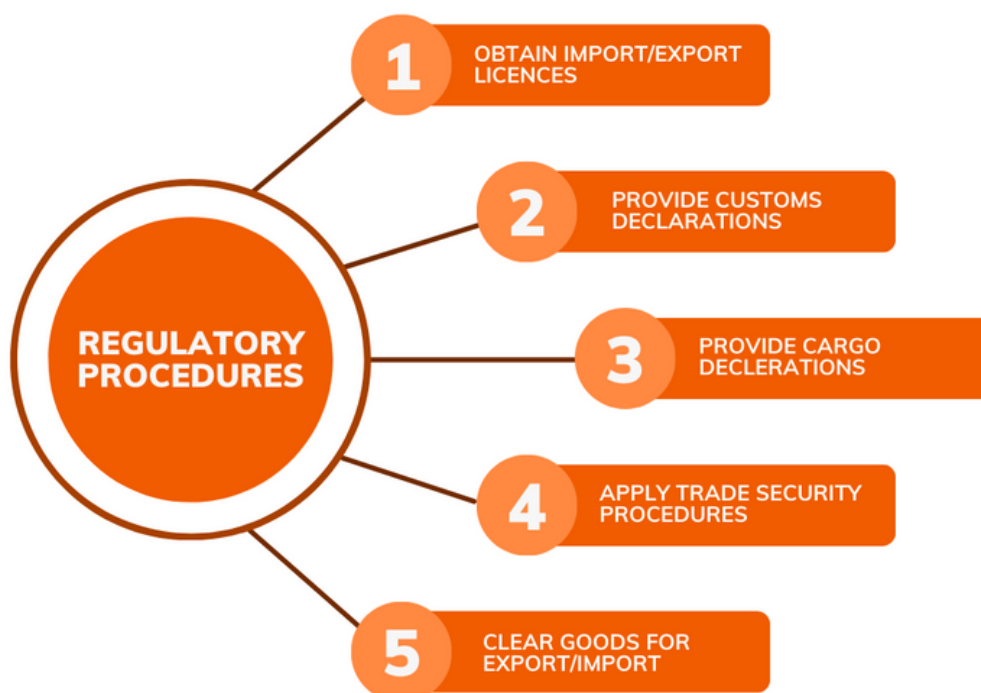 REGULATORY
PROCEDURES
1
OBTAIN IMPORT/EXPORT
LICENCES
2
PROVIDE CUSTOMS
DECLARATIONS
3
PROVIDE CARGO
DECLERATIONS
4
APPLY TRADE SECURITY
PROCEDURES
5
CLEAR GOODS FOR
EXPORT/IMPORT